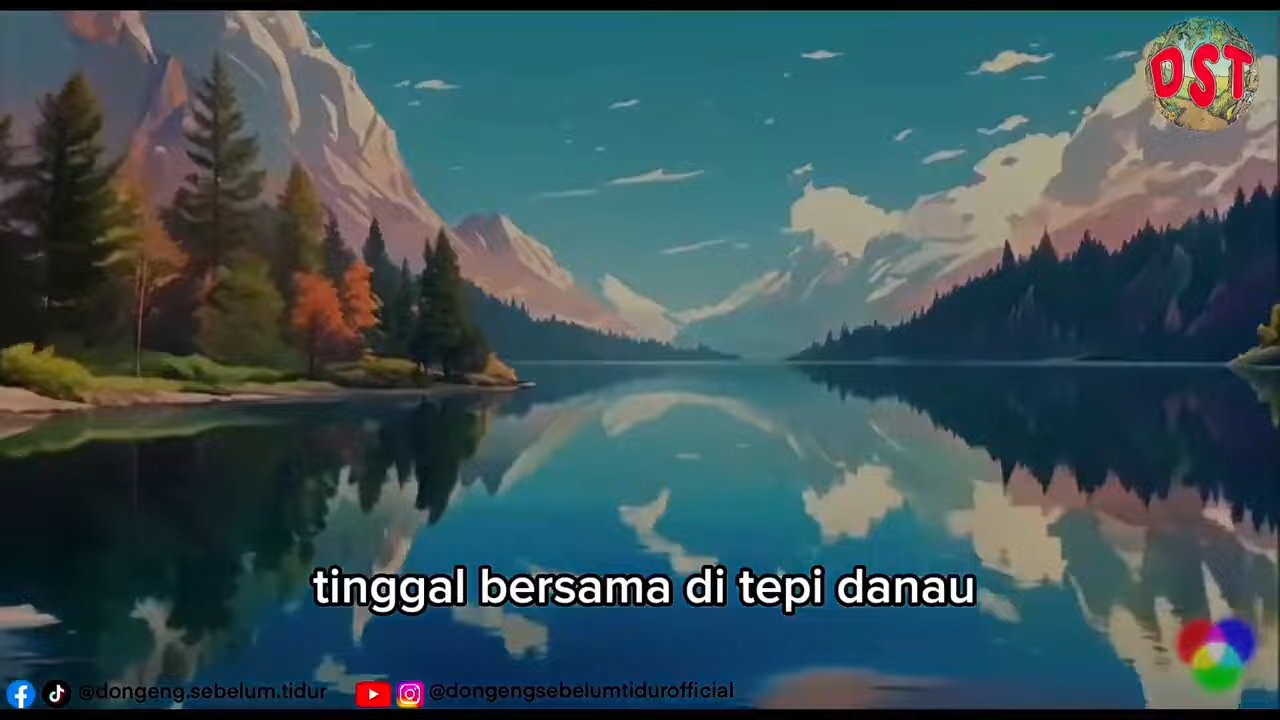 DST
tinggal bersama di tepi danau
@dongeng.sebelum.tidur @dongengsebelumtidurofficial